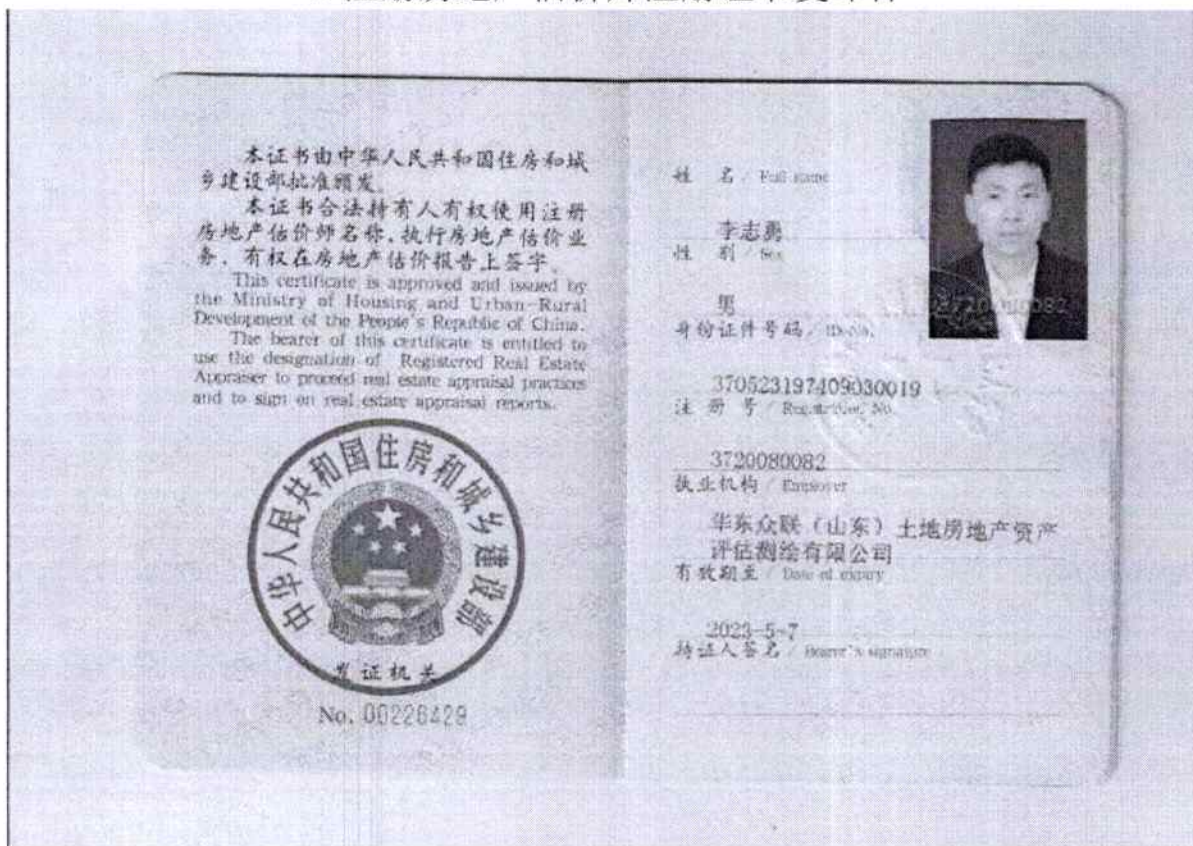 本证书由中华人民共和国住房和城
乡建设部批准颁发。
本证书合法持有人有权使用注册
房地产估价师名称、执行房地产估价业
务、有权在房地产估价报告上签字。
This certificate is approved and issued by
the Ministry of Housing and Urban-Rural
Development of the People's Republic of China.
The bearer of this certificate is entitled to
use the designation of Registered Real Estate
Appraiser to proceed real estate appraisal practices
and to sign on real estate appraisal reports.
中华人民共和国住房和城乡建设部
发证机关
No. 00226429
姓 名 / Full name
李志勇
性 别 / Sex
男
身份证件号码 / ID No.
370523197409030019
注 册 号 / Registration No.
3720080082
执业机构 / Employer
华东众联（山东）土地房地产资产
评估测绘有限公司
有效期至 / Date of expiry
2023-5-7
持证人签名 / Bearer's signature